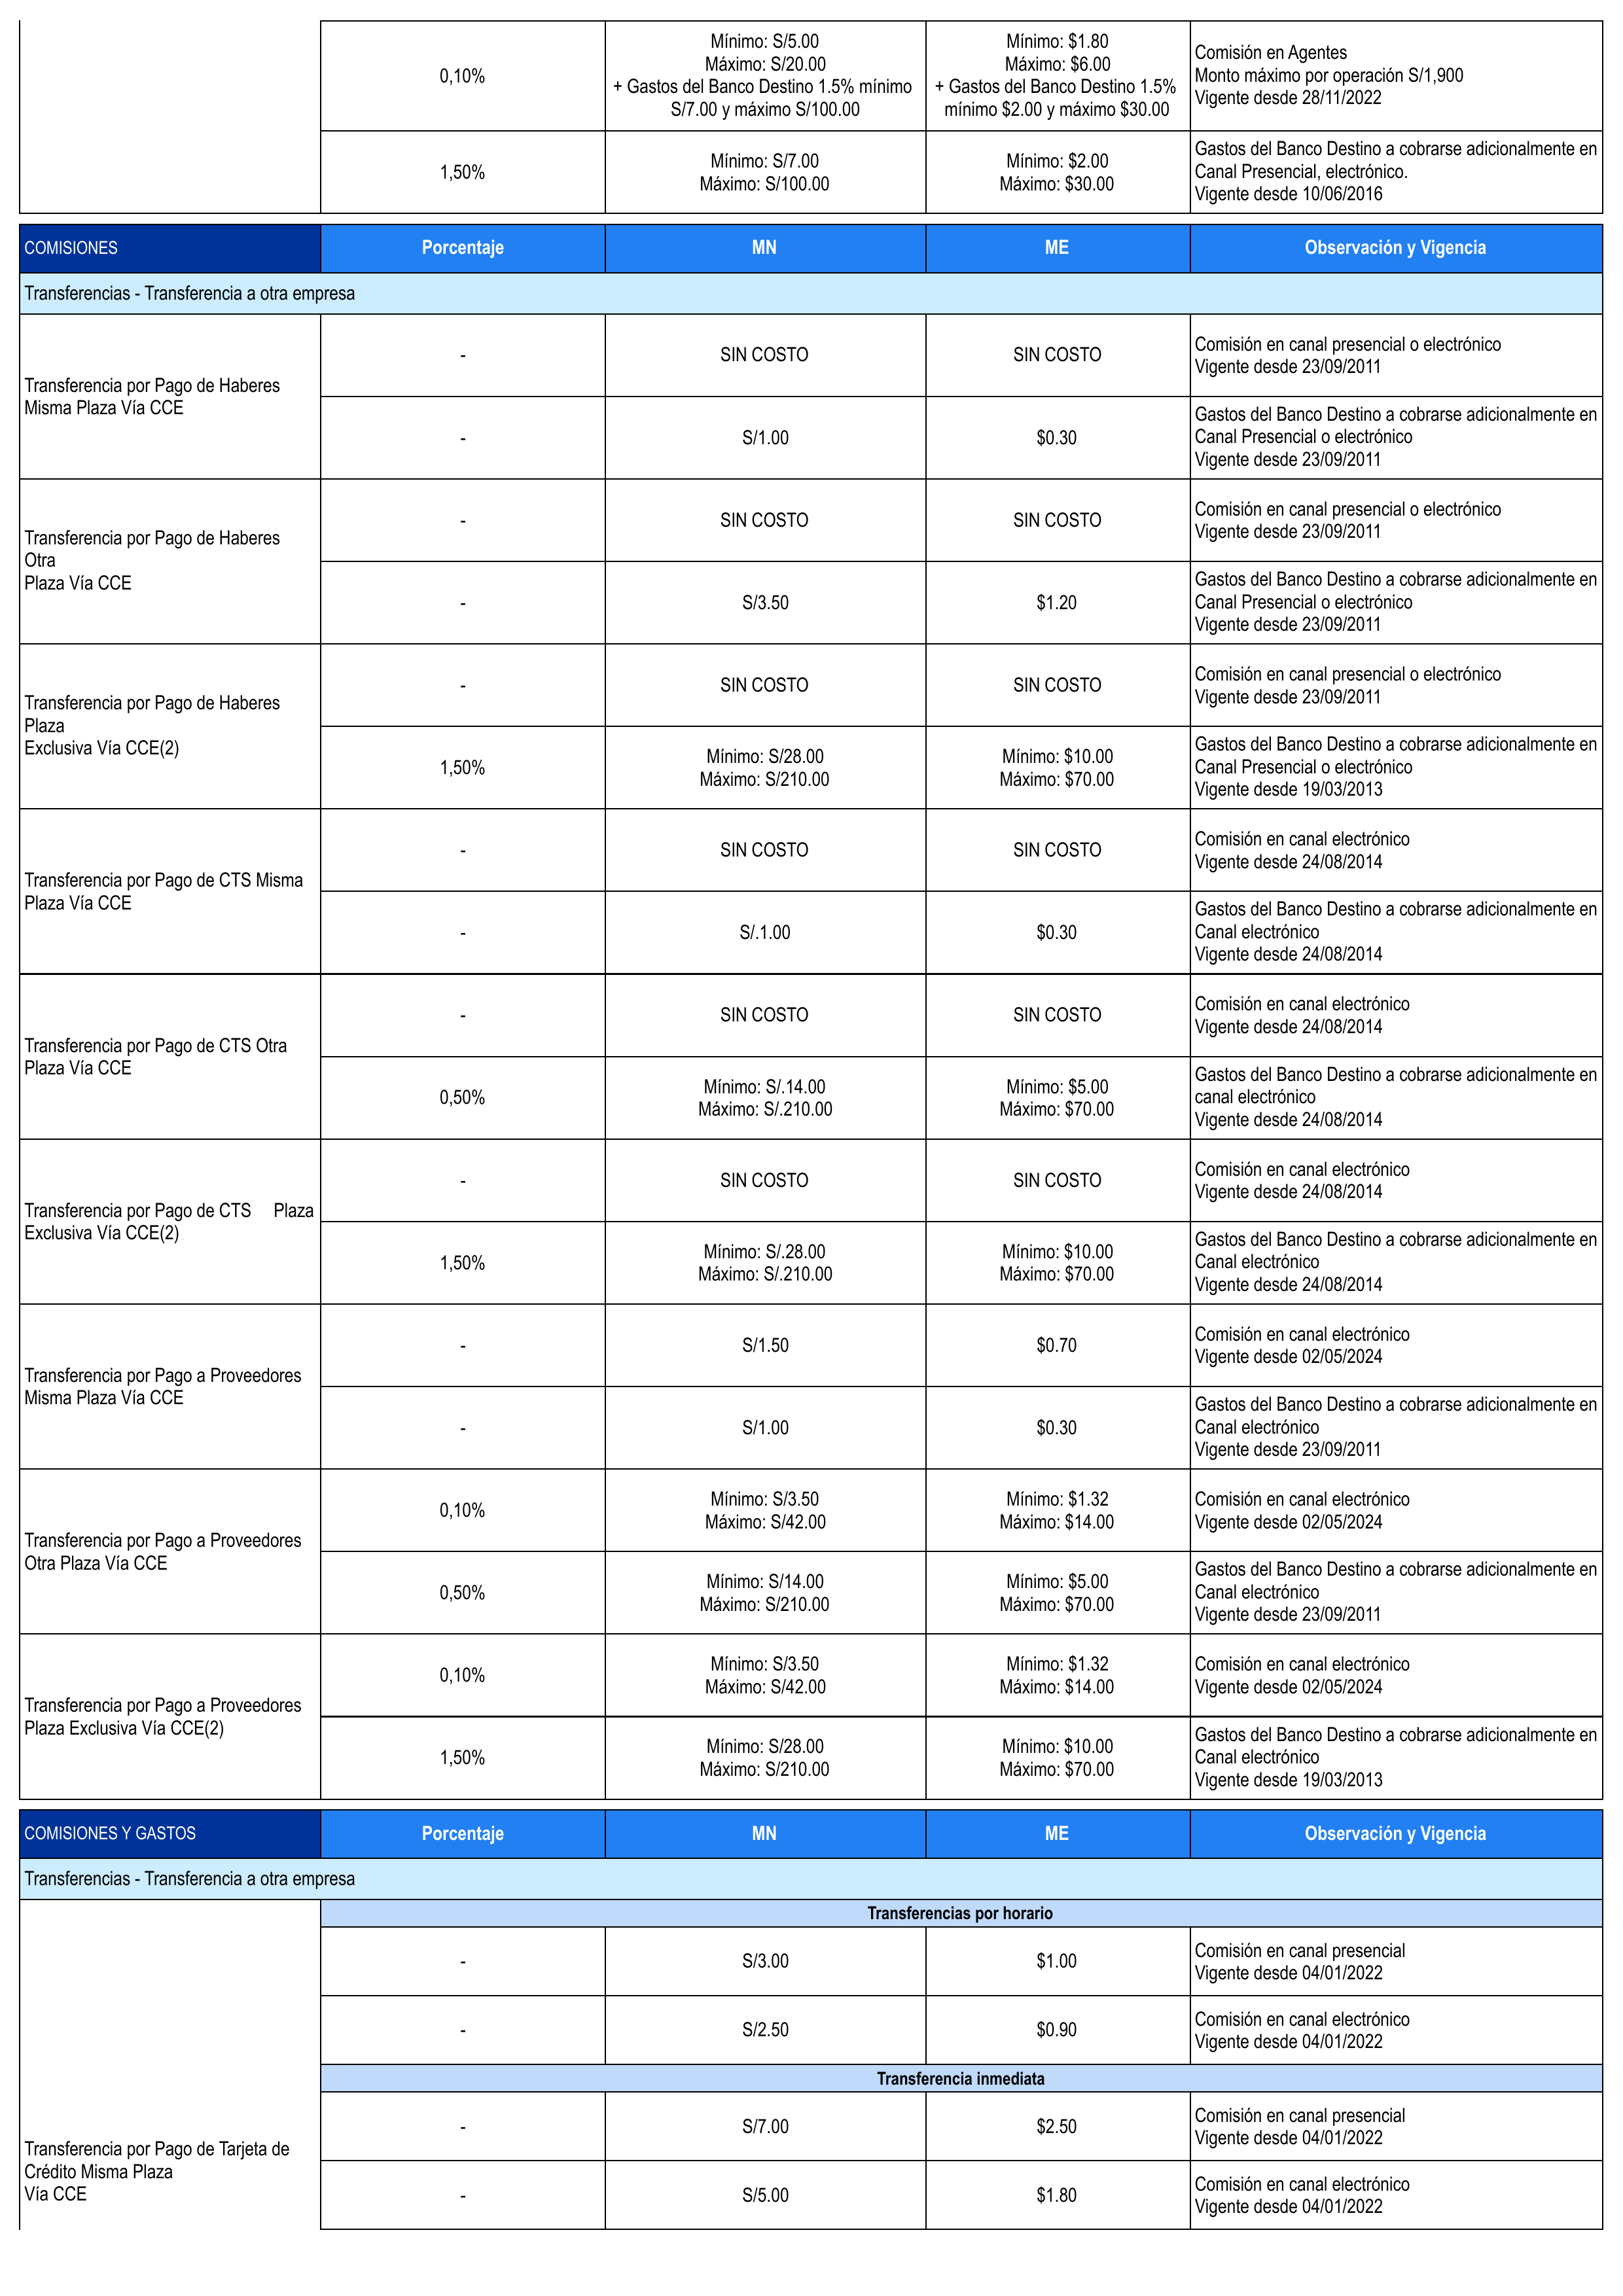 0,10%
Mínimo: S/5.00
Máximo: S/20.00
+ Gastos del Banco Destino 1.5% mínimo
S/7.00 y máximo S/100.00
Mínimo: $1.80
Máximo: $6.00
+ Gastos del Banco Destino 1.5%
mínimo $2.00 y máximo $30.00
Comisión en Agentes
Monto máximo por operación S/1,900
Vigente desde 28/11/2022
1,50%
Mínimo: S/7.00
Máximo: S/100.00
Mínimo: $2.00
Máximo: $30.00
Gastos del Banco Destino a cobrarse adicionalmente en
Canal Presencial, electrónico.
Vigente desde 10/06/2016
COMISIONES
Porcentaje
MN
ME
Observación y Vigencia
Transferencias - Transferencia a otra empresa
Transferencia por Pago de Haberes
Misma Plaza Vía CCE
-
SIN COSTO
SIN COSTO
Comisión en canal presencial o electrónico
Vigente desde 23/09/2011
-
S/1.00
$0.30
Gastos del Banco Destino a cobrarse adicionalmente en
Canal Presencial o electrónico
Vigente desde 23/09/2011
Transferencia por Pago de Haberes
Otra
Plaza Vía CCE
-
SIN COSTO
SIN COSTO
Comisión en canal presencial o electrónico
Vigente desde 23/09/2011
-
S/3.50
$1.20
Gastos del Banco Destino a cobrarse adicionalmente en
Canal Presencial o electrónico
Vigente desde 23/09/2011
Transferencia por Pago de Haberes
Plaza
Exclusiva Vía CCE(2)
-
SIN COSTO
SIN COSTO
Comisión en canal presencial o electrónico
Vigente desde 23/09/2011
1,50%
Mínimo: S/28.00
Máximo: S/210.00
Mínimo: $10.00
Máximo: $70.00
Gastos del Banco Destino a cobrarse adicionalmente en
Canal Presencial o electrónico
Vigente desde 19/03/2013
Transferencia por Pago de CTS Misma
Plaza Vía CCE
-
SIN COSTO
SIN COSTO
Comisión en canal electrónico
Vigente desde 24/08/2014
-
S/.1.00
$0.30
Gastos del Banco Destino a cobrarse adicionalmente en
Canal electrónico
Vigente desde 24/08/2014
Transferencia por Pago de CTS Otra
Plaza Vía CCE
-
SIN COSTO
SIN COSTO
Comisión en canal electrónico
Vigente desde 24/08/2014
0,50%
Mínimo: S/.14.00
Máximo: S/.210.00
Mínimo: $5.00
Máximo: $70.00
Gastos del Banco Destino a cobrarse adicionalmente en
canal electrónico
Vigente desde 24/08/2014
Transferencia por Pago de CTS Plaza
Exclusiva Vía CCE(2)
-
SIN COSTO
SIN COSTO
Comisión en canal electrónico
Vigente desde 24/08/2014
1,50%
Mínimo: S/.28.00
Máximo: S/.210.00
Mínimo: $10.00
Máximo: $70.00
Gastos del Banco Destino a cobrarse adicionalmente en
Canal electrónico
Vigente desde 24/08/2014
Transferencia por Pago a Proveedores
Misma Plaza Vía CCE
-
S/1.50
$0.70
Comisión en canal electrónico
Vigente desde 02/05/2024
-
S/1.00
$0.30
Gastos del Banco Destino a cobrarse adicionalmente en
Canal electrónico
Vigente desde 23/09/2011
Transferencia por Pago a Proveedores
Otra Plaza Vía CCE
0,10%
Mínimo: S/3.50
Máximo: S/42.00
Mínimo: $1.32
Máximo: $14.00
Comisión en canal electrónico
Vigente desde 02/05/2024
0,50%
Mínimo: S/14.00
Máximo: S/210.00
Mínimo: $5.00
Máximo: $70.00
Gastos del Banco Destino a cobrarse adicionalmente en
Canal electrónico
Vigente desde 23/09/2011
Transferencia por Pago a Proveedores
Plaza Exclusiva Vía CCE(2)
0,10%
Mínimo: S/3.50
Máximo: S/42.00
Mínimo: $1.32
Máximo: $14.00
Comisión en canal electrónico
Vigente desde 02/05/2024
1,50%
Mínimo: S/28.00
Máximo: S/210.00
Mínimo: $10.00
Máximo: $70.00
Gastos del Banco Destino a cobrarse adicionalmente en
Canal electrónico
Vigente desde 19/03/2013
COMISIONES Y GASTOS
Porcentaje
MN
ME
Observación y Vigencia
Transferencias - Transferencia a otra empresa
Transferencias por horario
-
S/3.00
$1.00
Comisión en canal presencial
Vigente desde 04/01/2022
-
S/2.50
$0.90
Comisión en canal electrónico
Vigente desde 04/01/2022
Transferencia inmediata
Transferencia por Pago de Tarjeta de
Crédito Misma Plaza
Vía CCE
-
S/7.00
$2.50
Comisión en canal presencial
Vigente desde 04/01/2022
-
S/5.00
$1.80
Comisión en canal electrónico
Vigente desde 04/01/2022